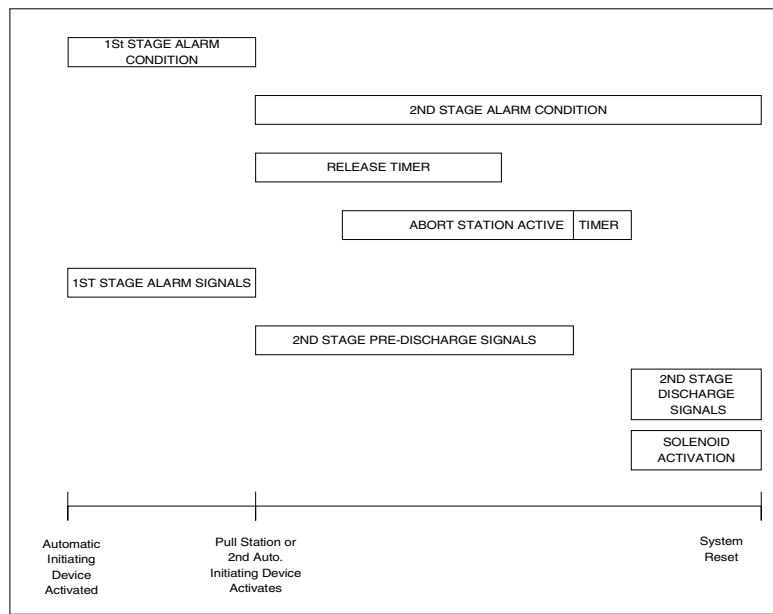 1St STAGE ALARM
CONDITION
2ND STAGE ALARM CONDITION
RELEASE TIMER
ABORT STATION ACTIVE
TIMER
1ST STAGE ALARM SIGNALS
2ND STAGE PRE-DISCHARGE SIGNALS
2ND STAGE
DISCHARGE
SIGNALS
SOLENOID
ACTIVATION
Automatic
Initiating
Device
Activated
Pull Station or
2nd Auto.
Initiating Device
Activates
System
Reset